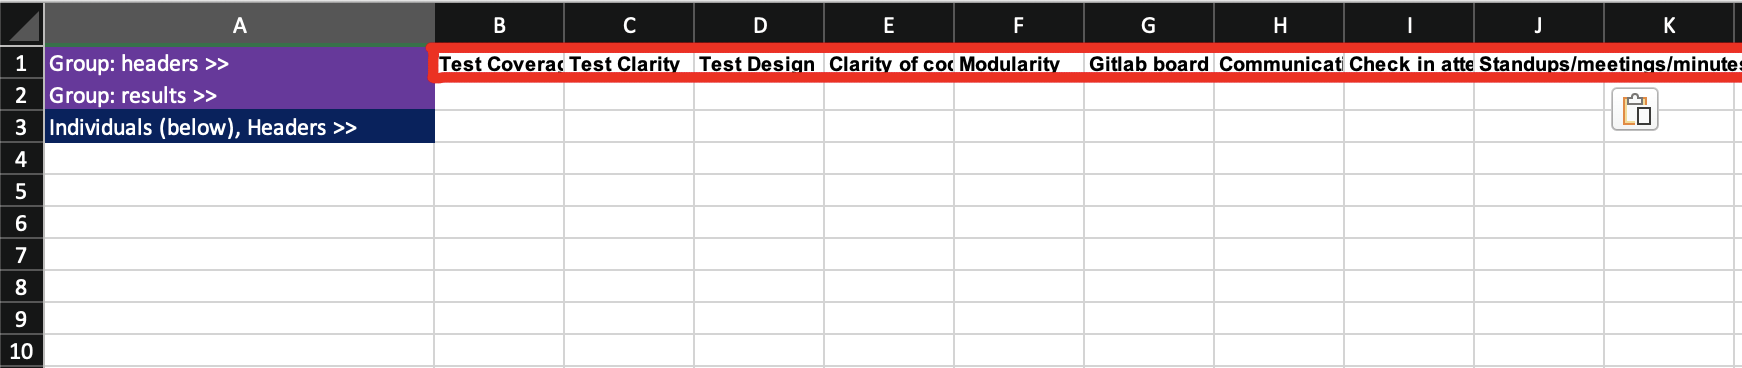 A B C D E F G H I J K
1 Group: headers >> Test Coverag Test Clarity Test Design Clarity of cod Modularity Gitlab board Communicati Check in atte Standups/meetings/minutes
2 Group: results >>
3 Individuals (below), Headers >>
4
5
6
7
8
9
10